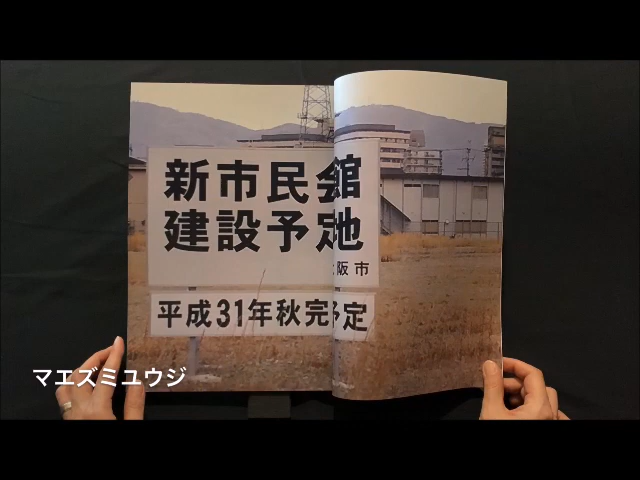 新市民会館
建設予定地
阪市
平成31年秋完予定
マエズミユウジ